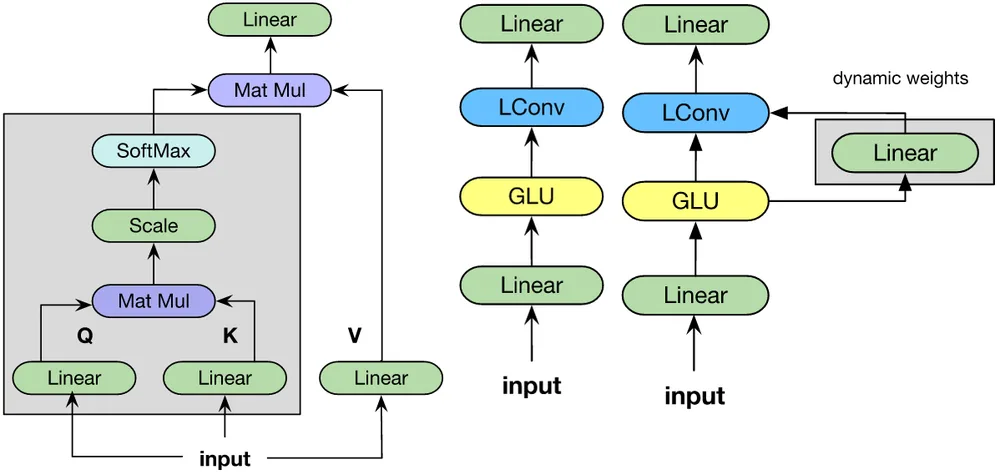 Linear
Mat Mul
SoftMax
Scale
Mat Mul
Q
K
V
Linear
Linear
Linear
input
Linear
LConv
GLU
Linear
input
Linear
LConv
GLU
Linear
input
dynamic weights
Linear